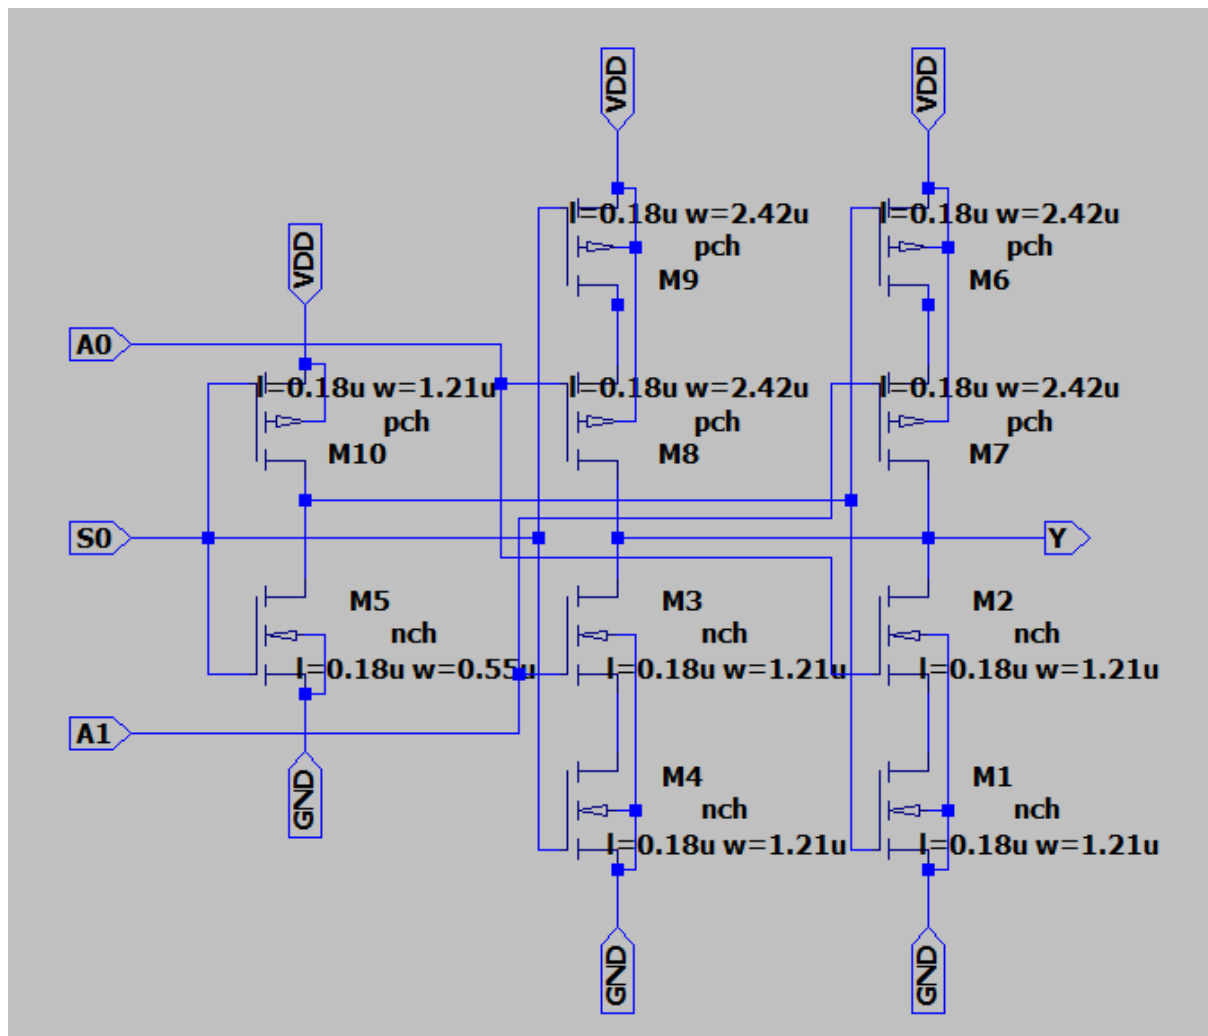 VDD
VDD
l=0.18u w=2.42u
l=0.18u w=2.42u
pch
pch
M9
M6
VDD
A0
l=0.18u w=1.21u
l=0.18u w=2.42u
l=0.18u w=2.42u
pch
pch
pch
M10
M8
M7
S0
Y
M5
M3
M2
nch
nch
nch
l=0.18u w=0.55u
l=0.18u w=1.21u
l=0.18u w=1.21u
A1
GND
M4
M1
nch
nch
l=0.18u w=1.21u
l=0.18u w=1.21u
GND
GND